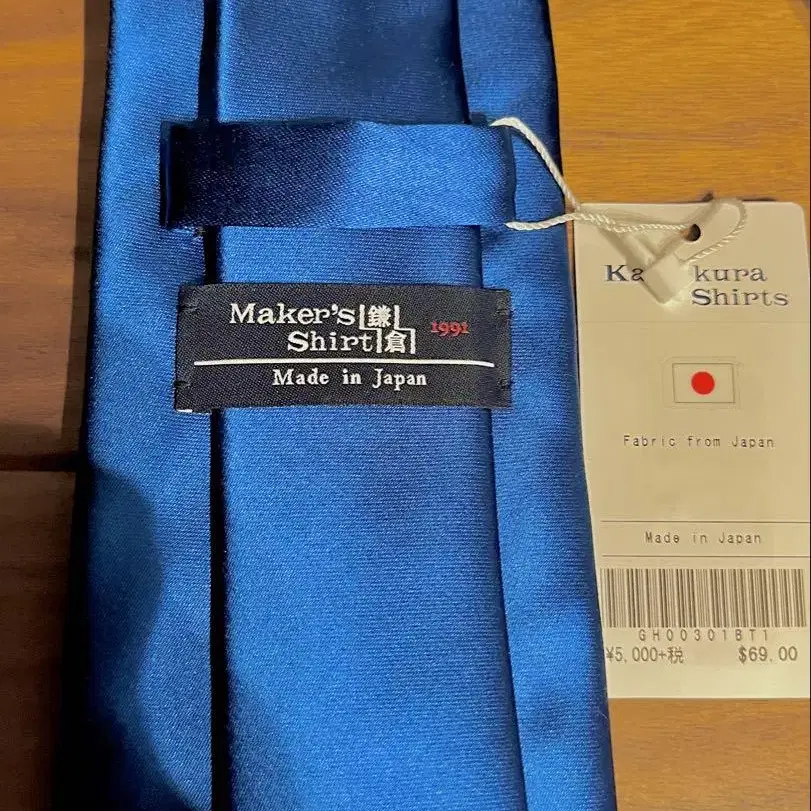 Maker's 鎌
Shirt 倉
1991
Made in Japan
kura
Shirts
Fabric from Japan
Made in Japan
GH00301BT1
¥5,000+税 $69.00